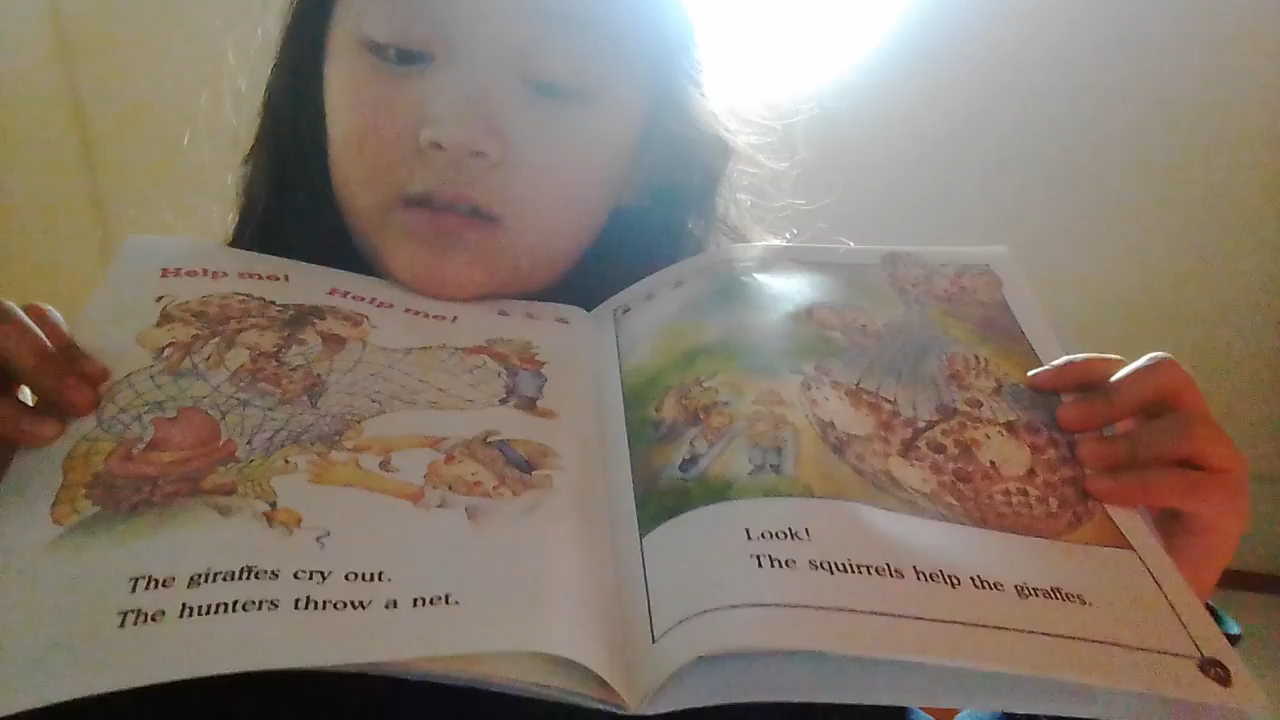 Help me!
Help me!
The giraffes cry out.
The hunters throw a net.
Look!
The squirrels help the giraffes.